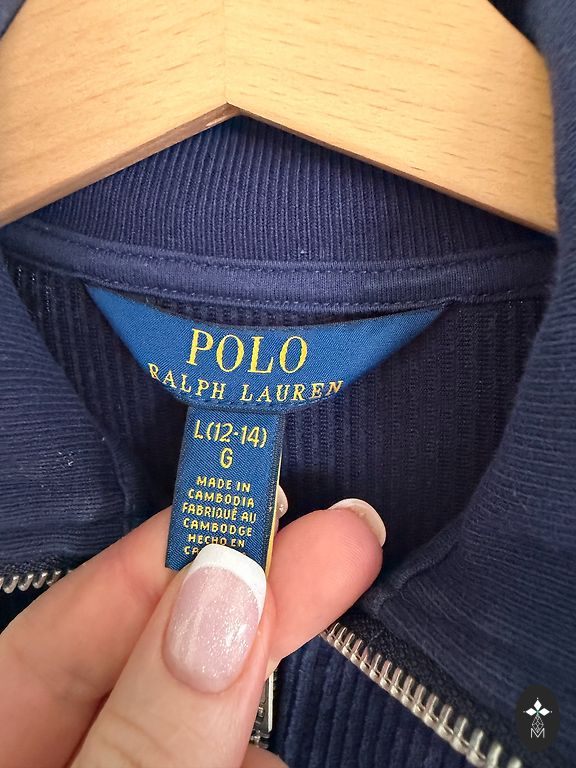 POLO
RALPH LAUREN
L(12-14)
G
MADE IN
CAMBODIA
FABRIQUÉ AU
CAMBODGE
HECHO EN